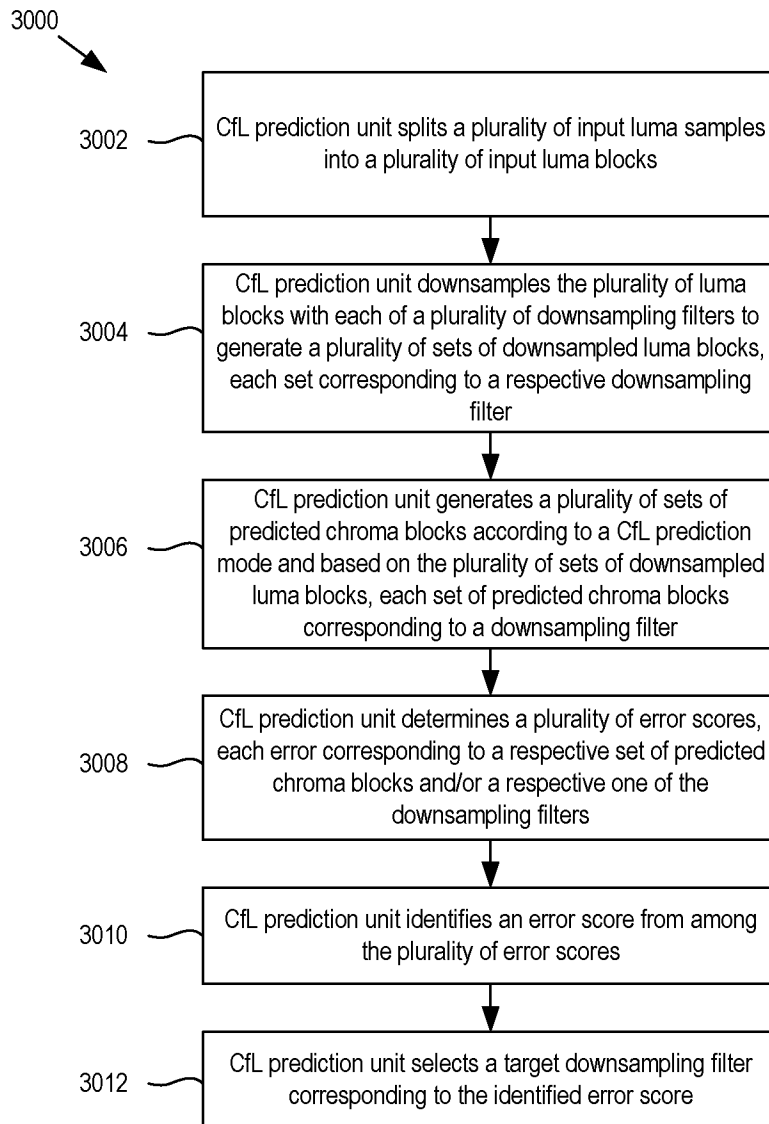 3000
3002
CfL prediction unit splits a plurality of input luma samples
into a plurality of input luma blocks
3004
CfL prediction unit downsamples the plurality of luma
blocks with each of a plurality of downsampling filters to
generate a plurality of sets of downsampled luma blocks,
each set corresponding to a respective downsampling
filter
3006
CfL prediction unit generates a plurality of sets of
predicted chroma blocks according to a CfL prediction
mode and based on the plurality of sets of downsampled
luma blocks, each set of predicted chroma blocks
corresponding to a downsampling filter
3008
CfL prediction unit determines a plurality of error scores,
each error corresponding to a respective set of predicted
chroma blocks and/or a respective one of the
downsampling filters
3010
CfL prediction unit identifies an error score from among
the plurality of error scores
3012
CfL prediction unit selects a target downsampling filter
corresponding to the identified error score